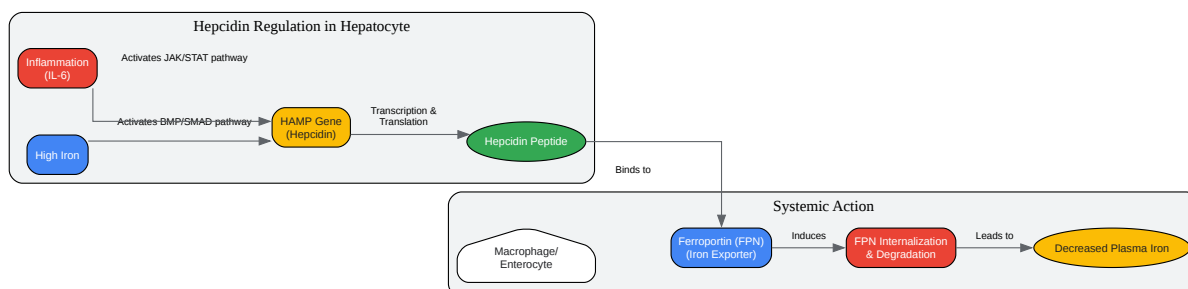 Hepcidin Regulation in Hepatocyte
Inflammation
(IL-6)
Activates JAK/STAT pathway
Activates BMP/SMAD pathway
High Iron
HAMP Gene
(Hepcidin)
Transcription &
Translation
Hepcidin Peptide
Binds to
Systemic Action
Macrophage/
Enterocyte
Ferroportin (FPN)
(Iron Exporter)
Induces
FPN Internalization
& Degradation
Leads to
Decreased Plasma Iron